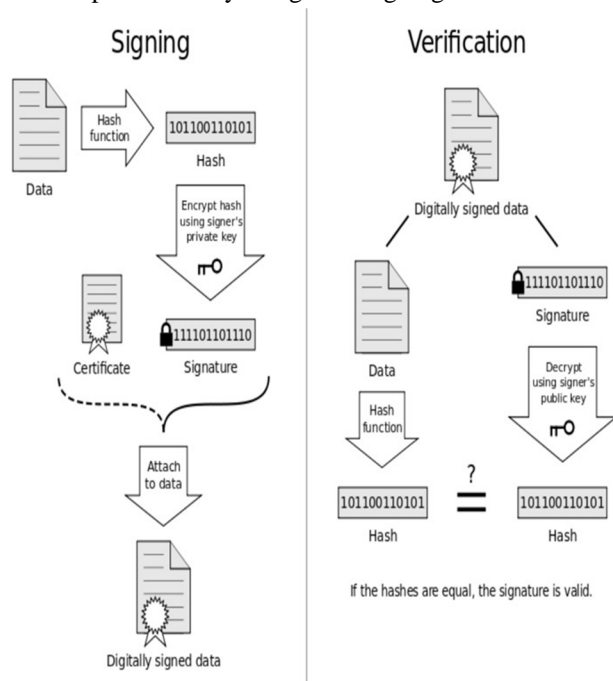 Signing
Hash
function
101100110101
Hash
Data
Encrypt hash
using signer's
private key
Certificate
111101101110
Signature
Attach
to data
Digitally signed data
Verification
Digitally signed data
Data
111101101110
Signature
Hash
function
Decrypt
using signer's
public key
?
=
101100110101
Hash
101100110101
Hash
If the hashes are equal, the signature is valid.